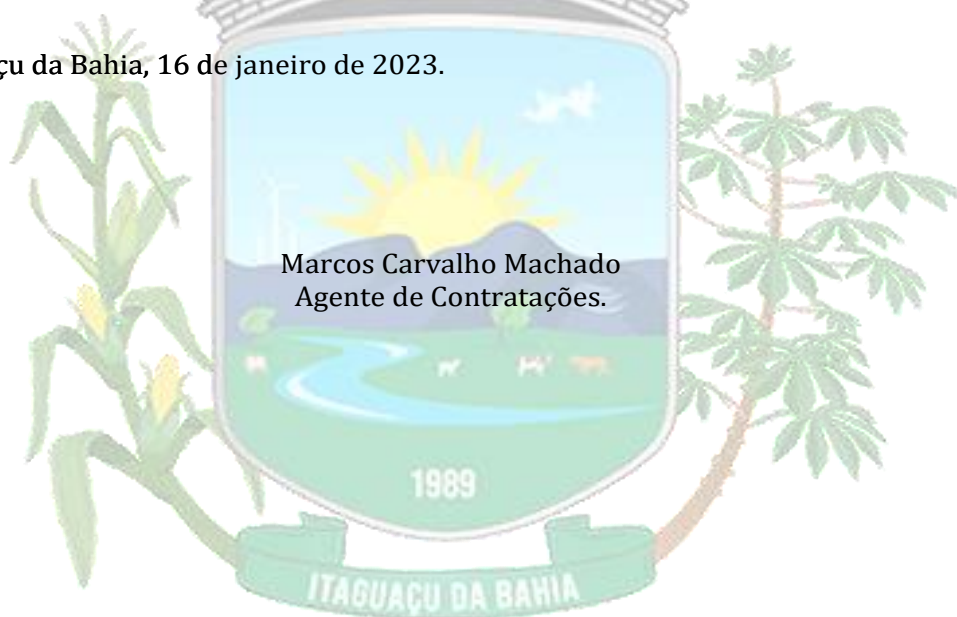 çu da Bahia, 16 de janeiro de 2023.
Marcos Carvalho Machado
Agente de Contratações.
1989
ITAGUAÇU DA BAHIA